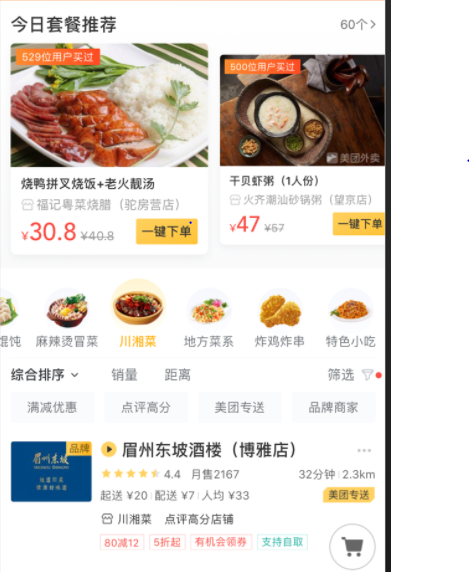 今日套餐推荐 60个>
529位用户买过
500位用户买过
美团外卖
烧鸭拼叉烧饭+老火靓汤
福记粤菜烧腊（驼房营店）
¥30.8 ¥40.8 一键下单
干贝虾粥（1人份）
火齐潮汕砂锅粥（望京店）
¥47 ¥57 一键下单
馄饨 麻辣烫冒菜 川湘菜 地方菜系 炸鸡炸串 特色小吃
综合排序 销量 距离 筛选
满减优惠 点评高分 美团专送 品牌商家
品牌
眉州东坡
眉州东坡酒楼（博雅店）
4.4 月售2167 32分钟 2.3km
起送 ¥20 配送 ¥7 人均 ¥33 美团专送
川湘菜 点评高分店铺
80减12 5折起 有机会领券 支持自取